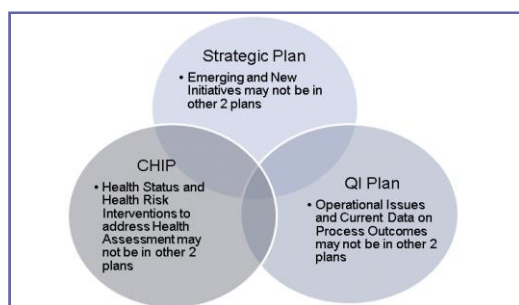 Strategic Plan
• Emerging and New
Initiatives may not be in
other 2 plans
CHIP
• Health Status and
Health Risk
Interventions to
address Health
Assessment may
not be in other 2
plans
QI Plan
• Operational Issues
and Current Data on
Process Outcomes
may not be in other 2
plans